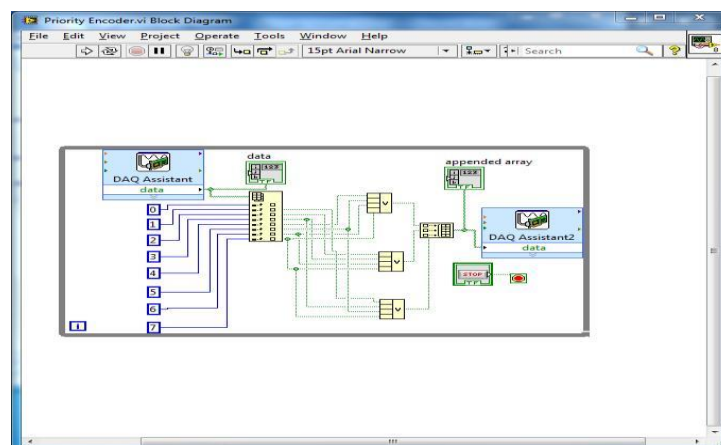 Priority Encoder.vi Block Diagram
File Edit View Project Operate Tools Window Help
15pt Arial Narrow
Search
DAQ Assistant
data
data
appended array
DAQ Assistant2
data
0
1
2
3
4
5
6
7
STOP
i